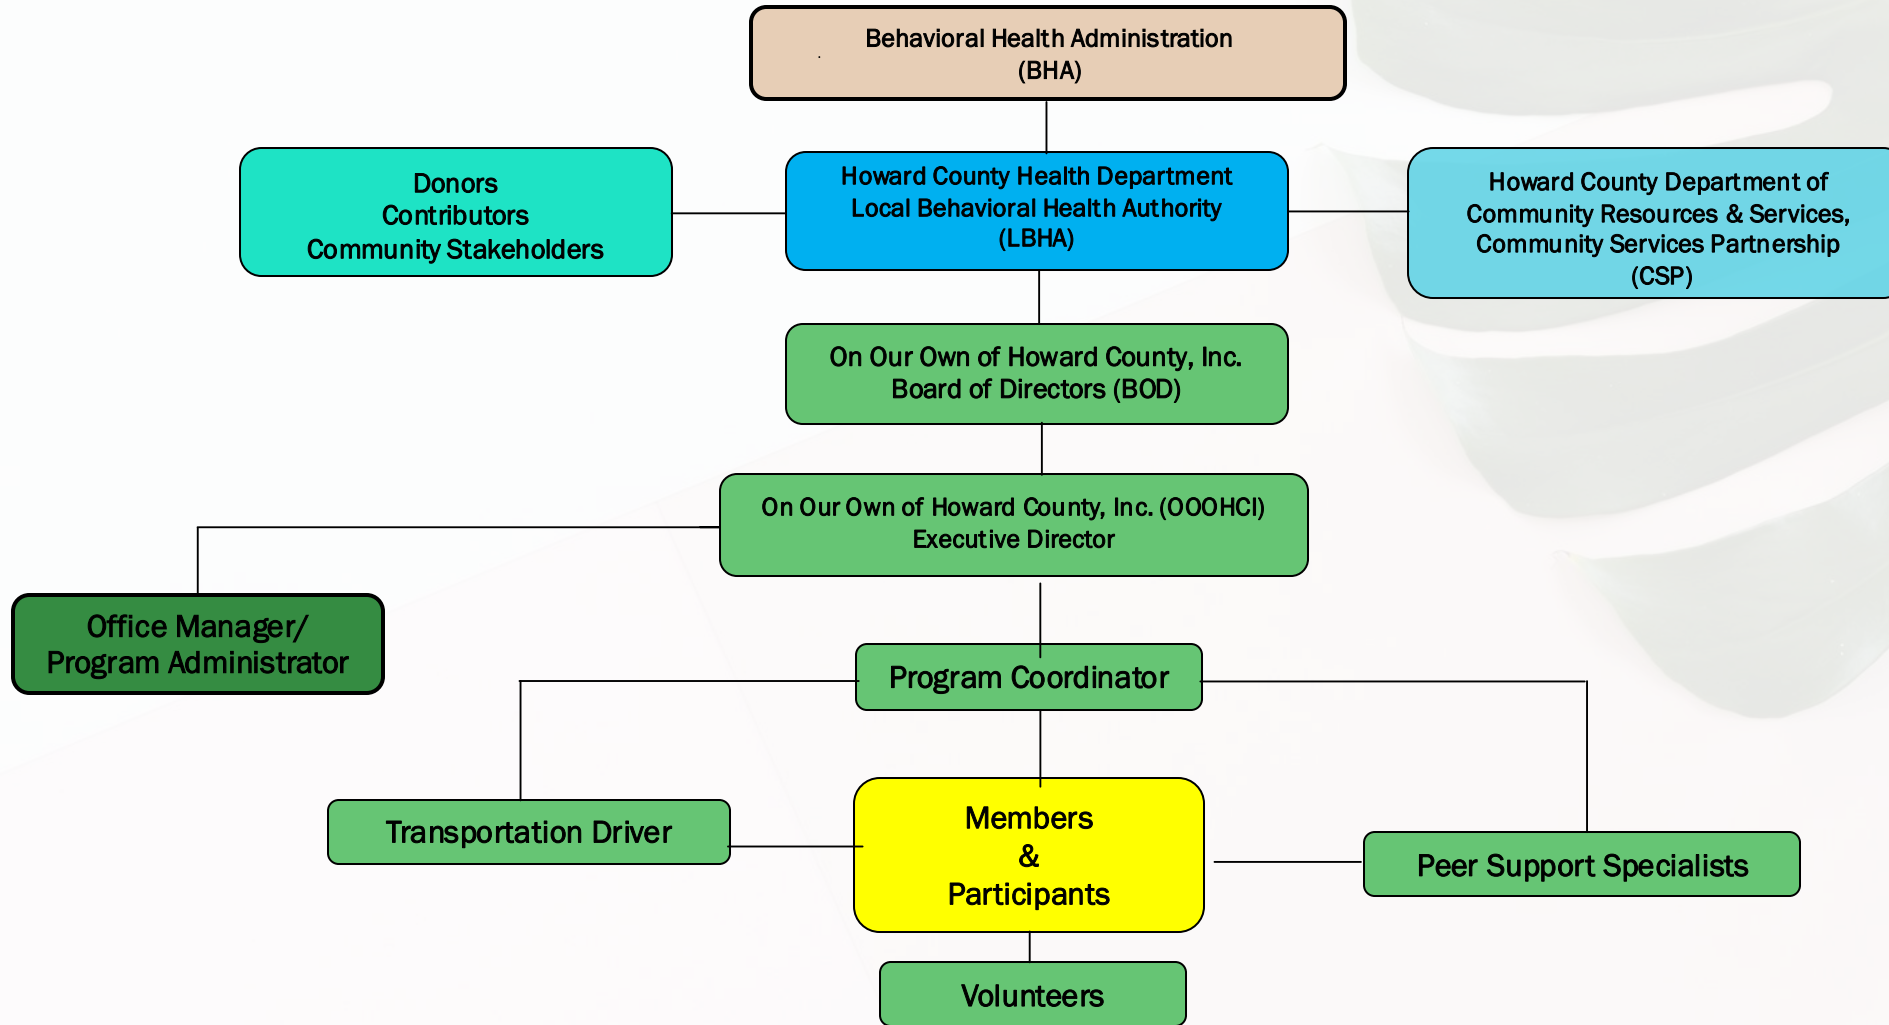 Behavioral Health Administration
(BHA)
Donors
Contributors
Community Stakeholders
Howard County Health Department
Local Behavioral Health Authority
(LBHA)
Howard County Department of
Community Resources & Services,
Community Services Partnership
(CSP)
On Our Own of Howard County, Inc.
Board of Directors (BOD)
On Our Own of Howard County, Inc. (OOOHCI)
Executive Director
Office Manager/
Program Administrator
Program Coordinator
Transportation Driver
Members
&
Participants
Peer Support Specialists
Volunteers